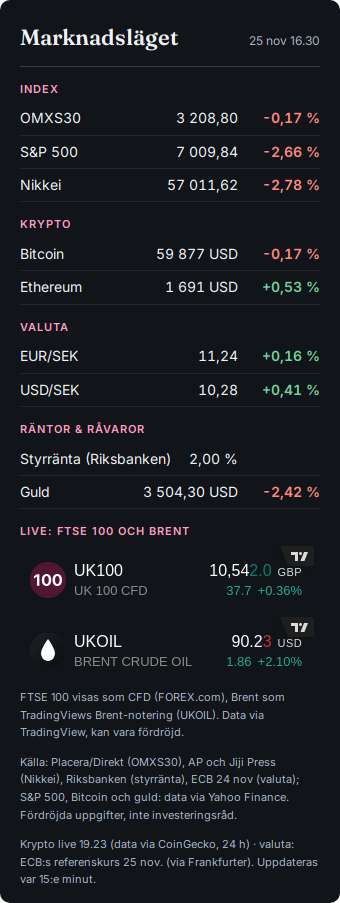 Marknadsläget 25 nov 16.30
INDEX
OMXS30 3 208,80 -0,17 %
S&P 500 7 009,84 -2,66 %
Nikkei 57 011,62 -2,78 %
KRYPTO
Bitcoin 59 877 USD -0,17 %
Ethereum 1 691 USD +0,53 %
VALUTA
EUR/SEK 11,24 +0,16 %
USD/SEK 10,28 +0,41 %
RÄNTOR & RÅVAROR
Styrränta (Riksbanken) 2,00 %
Guld 3 504,30 USD -2,42 %
LIVE: FTSE 100 OCH BRENT
100 UK100 10,542.0 GBP
UK 100 CFD 37.7 +0.36%
UKOIL 90.23 USD
BRENT CRUDE OIL 1.86 +2.10%
FTSE 100 visas som CFD (FOREX.com), Brent som
TradingViews Brent-notering (UKOIL). Data via
TradingView, kan vara fördröjd.
Källa: Placera/Direkt (OMXS30), AP och Jiji Press
(Nikkei), Riksbanken (styrränta), ECB 24 nov (valuta);
S&P 500, Bitcoin och guld: data via Yahoo Finance.
Fördröjda uppgifter, inte investeringsråd.
Krypto live 19.23 (data via CoinGecko, 24 h) · valuta:
ECB:s referenskurs 25 nov. (via Frankfurter). Uppdateras
var 15:e minut.